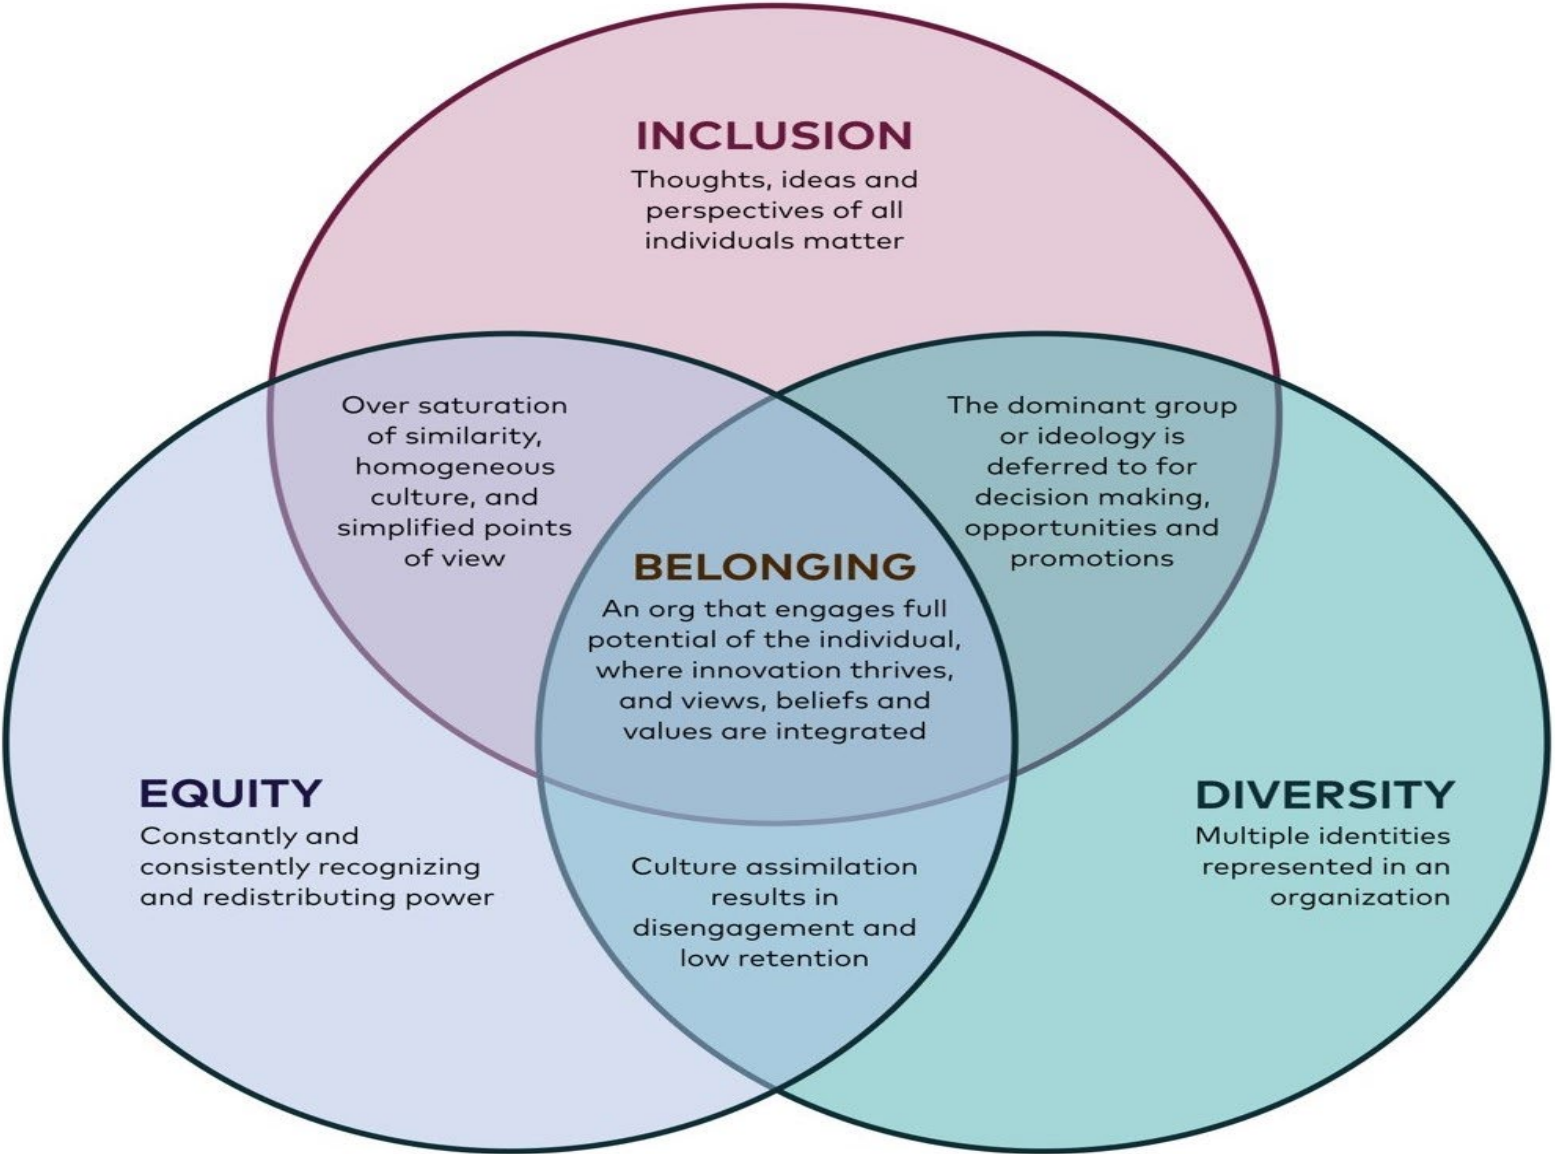 INCLUSION
Thoughts, ideas and
perspectives of all
individuals matter
Over saturation
of similarity,
homogeneous
culture, and
simplified points
of view
The dominant group
or ideology is
deferred to for
decision making,
opportunities and
promotions
BELONGING
An org that engages full
potential of the individual,
where innovation thrives,
and views, beliefs and
values are integrated
EQUITY
Constantly and
consistently recognizing
and redistributing power
DIVERSITY
Multiple identities
represented in an
organization
Culture assimilation
results in
disengagement and
low retention